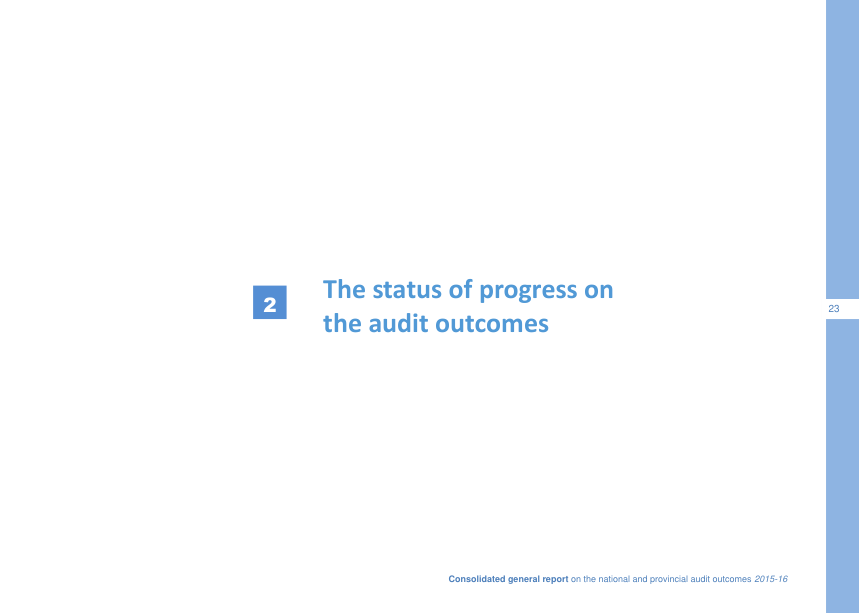 2
The status of progress on
the audit outcomes
23
Consolidated general report on the national and provincial audit outcomes 2015-16